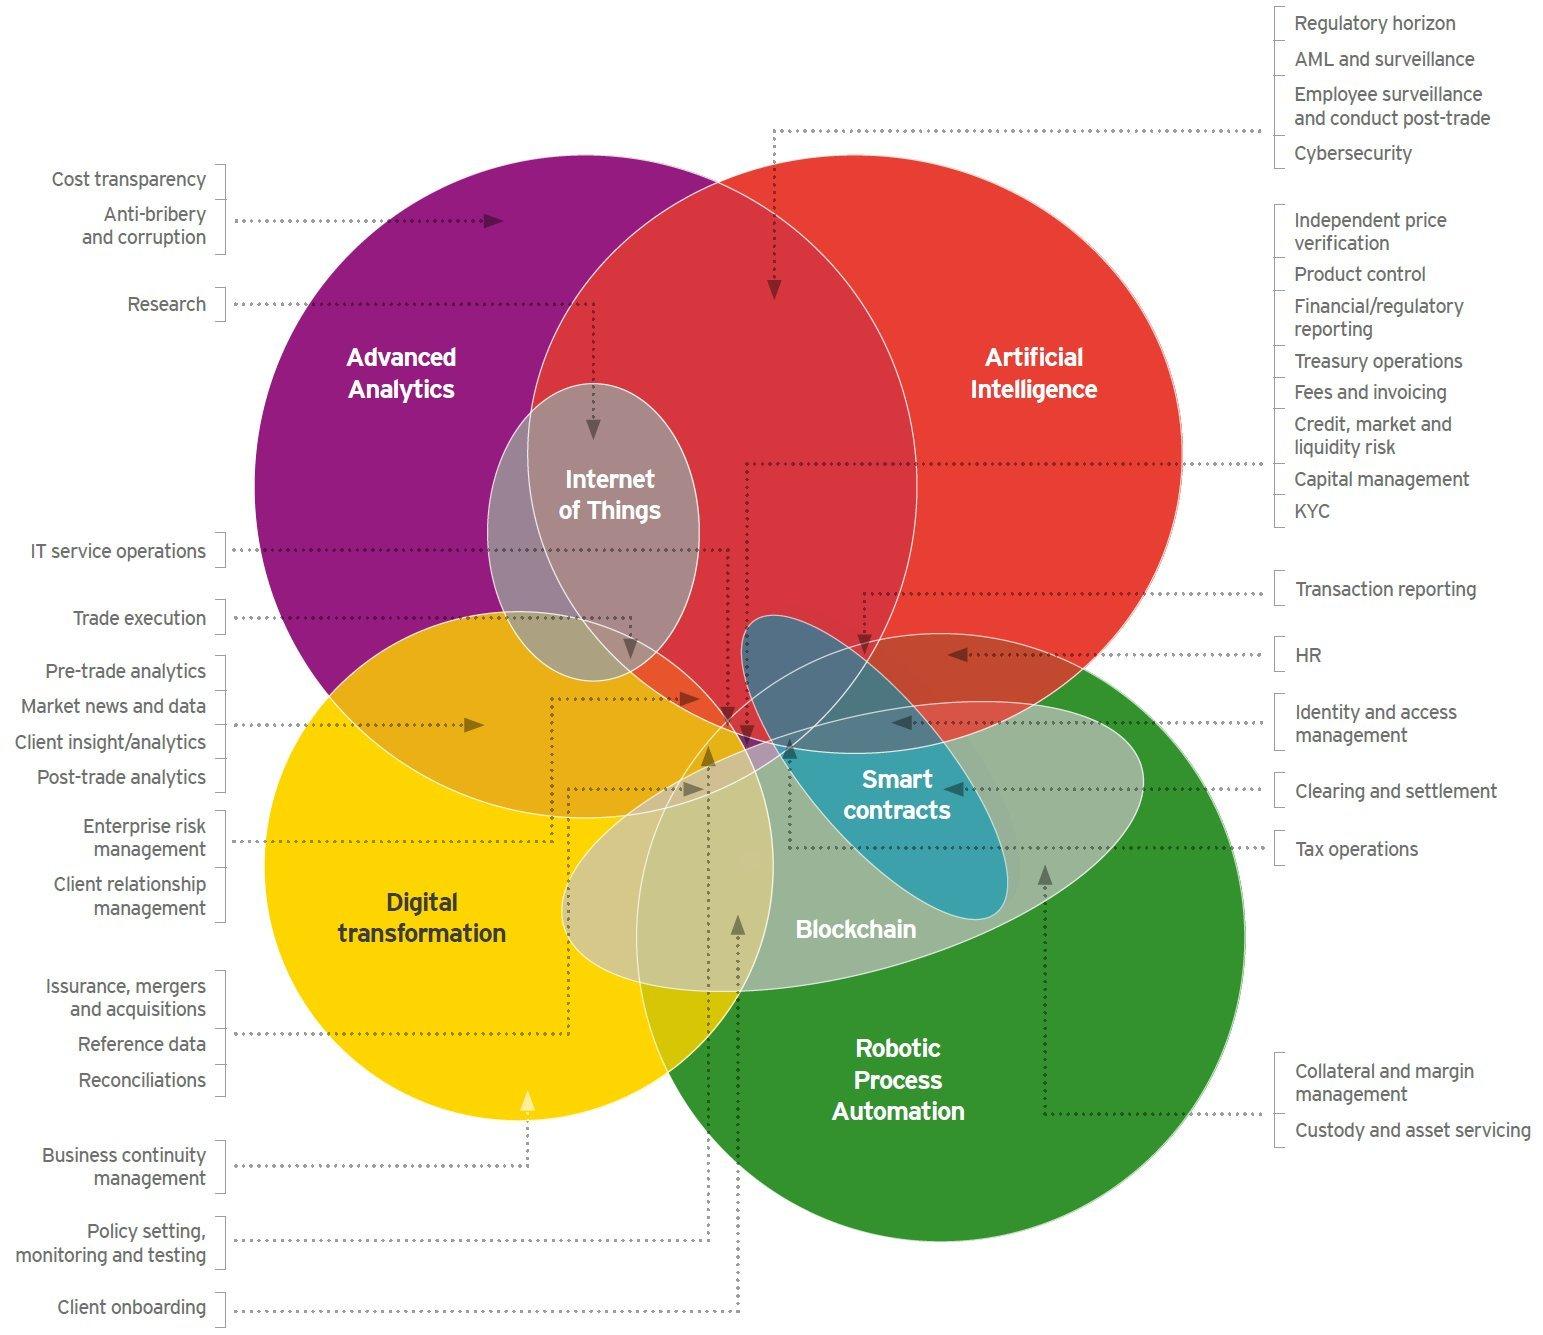 Cost transparency
Anti-bribery
and corruption
Research
IT service operations
Trade execution
Pre-trade analytics
Market news and data
Client insight/analytics
Post-trade analytics
Enterprise risk
management
Client relationship
management
Issurance, mergers
and acquisitions
Reference data
Reconciliations
Business continuity
management
Policy setting,
monitoring and testing
Client onboarding
Advanced
Analytics
Artificial
Intelligence
Internet
of Things
Smart
contracts
Digital
transformation
Blockchain
Robotic
Process
Automation
Regulatory horizon
AML and surveillance
Employee surveillance
and conduct post-trade
Cybersecurity
Independent price
verification
Product control
Financial/regulatory
reporting
Treasury operations
Fees and invoicing
Credit, market and
liquidity risk
Capital management
KYC
Transaction reporting
HR
Identity and access
management
Clearing and settlement
Tax operations
Collateral and margin
management
Custody and asset servicing